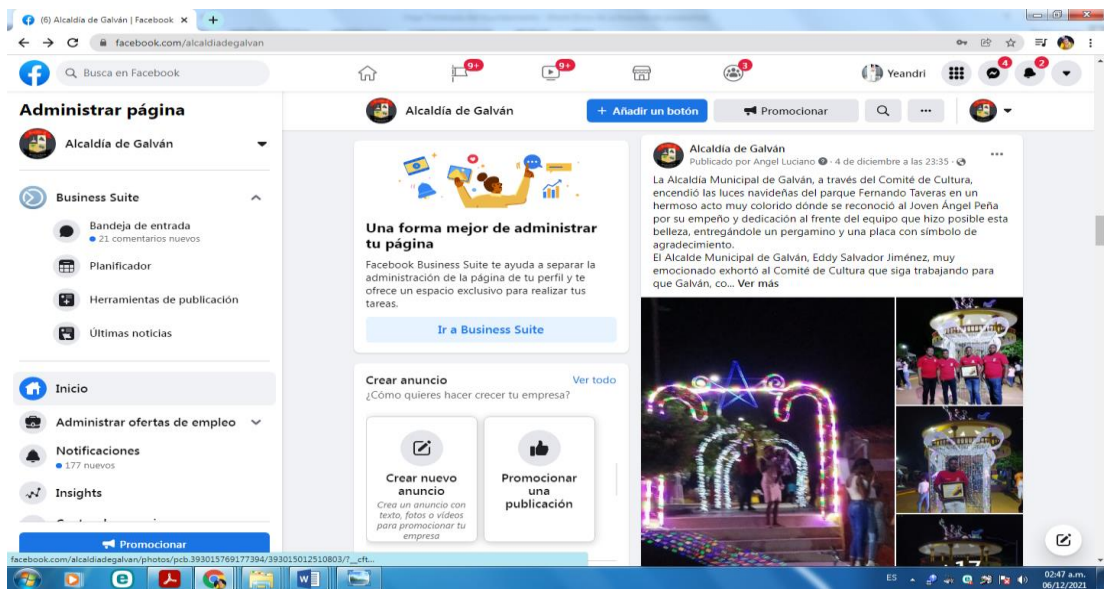 (6) Alcaldía de Galván | Facebook
facebook.com/alcaldiadegalvan
Busca en Facebook
9+
9+
3
Yeandri
4
2
Administrar página
Alcaldía de Galván
Business Suite
Bandeja de entrada
21 comentarios nuevos
Planificador
Herramientas de publicación
Últimas noticias
Inicio
Administrar ofertas de empleo
Notificaciones
177 nuevos
Insights
Promocionar
facebook.com/alcaldiadegalvan/photos/pcb.393015769177394/393015012510803/?__cft...
Alcaldía de Galván
+ Añadir un botón
Promocionar
Una forma mejor de administrar
tu página
Facebook Business Suite te ayuda a separar la
administración de la página de tu perfil y te
ofrece un espacio exclusivo para realizar tus
tareas.
Ir a Business Suite
Crear anuncio
Ver todo
¿Cómo quieres hacer crecer tu empresa?
Crear nuevo
anuncio
Crea un anuncio con
texto, fotos o vídeos
para promocionar tu
empresa
Promocionar
una
publicación
Alcaldía de Galván
Publicado por Angel Luciano · 4 de diciembre a las 23:35 ·
La Alcaldía Municipal de Galván, a través del Comité de Cultura,
encendió las luces navideñas del parque Fernando Taveras en un
hermoso acto muy colorido dónde se reconoció al Joven Ángel Peña
por su empeño y dedicación al frente del equipo que hizo posible esta
belleza, entregándole un pergamino y una placa con símbolo de
agradecimiento.
El Alcalde Municipal de Galván, Eddy Salvador Jiménez, muy
emocionado exhortó al Comité de Cultura que siga trabajando para
que Galván, co... Ver más
+17
ES
02:47 a.m.
06/12/2021